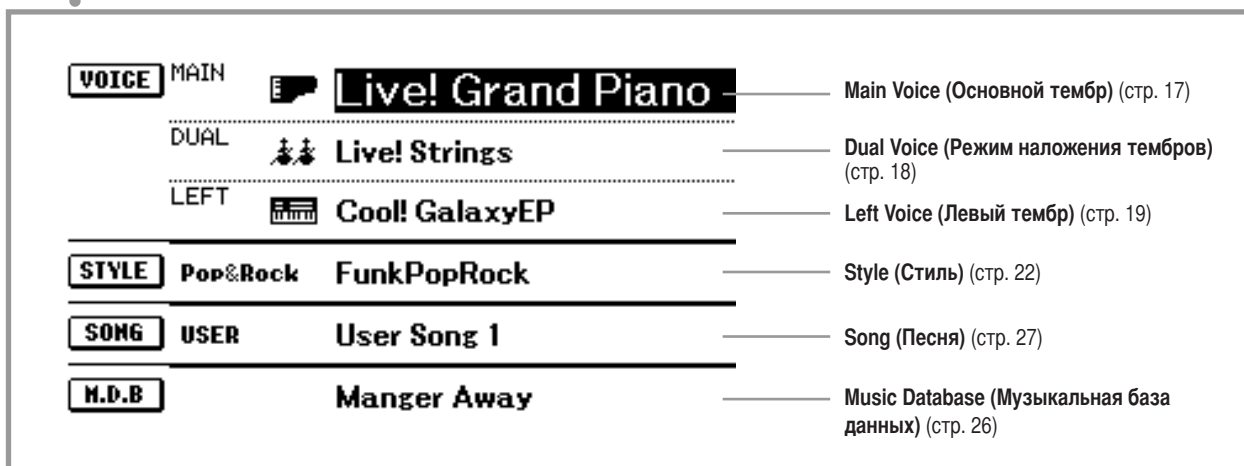 VOICE MAIN Live! Grand Piano Main Voice (Основной тембр) (стр. 17)
DUAL Live! Strings Dual Voice (Режим наложения тембров)
(стр. 18)
LEFT Cool! GalaxyEP Left Voice (Левый тембр) (стр. 19)
STYLE Pop&Rock FunkPopRock Style (Стиль) (стр. 22)
SONG USER User Song 1 Song (Песня) (стр. 27)
M.D.B Manger Away Music Database (Музыкальная база
данных) (стр. 26)